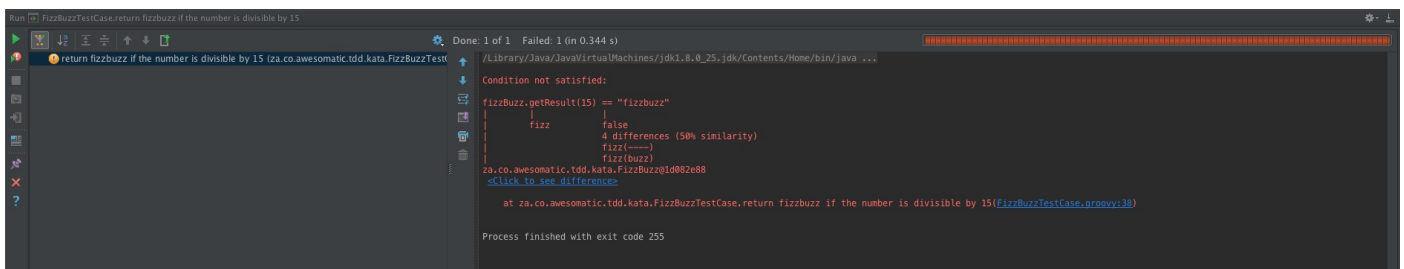 Run FizzBuzzTestCase.return fizzbuzz if the number is divisible by 15
Done: 1 of 1 Failed: 1 (in 0.344 s)
return fizzbuzz if the number is divisible by 15 (za.co.awesomatic.tdd.kata.FizzBuzzTest
/Library/Java/JavaVirtualMachines/jdk1.8.0_25.jdk/Contents/Home/bin/java ...
Condition not satisfied:
fizzBuzz.getResult(15) == "fizzbuzz"
| | |
| fizz false
| 4 differences (50% similarity)
| fizz(----)
| fizz(buzz)
za.co.awesomatic.tdd.kata.FizzBuzz@1d082e88
<Click to see difference>
at za.co.awesomatic.tdd.kata.FizzBuzzTestCase.return fizzbuzz if the number is divisible by 15(FizzBuzzTestCase.groovy:38)
Process finished with exit code 255